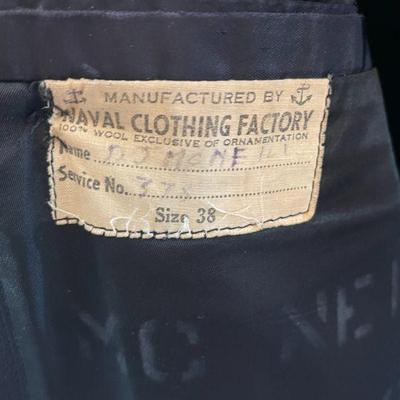 MANUFACTURED BY
NAVAL CLOTHING FACTORY
100% WOOL EXCLUSIVE OF ORNAMENTATION
Name
Service No.
Size 38
MC NE